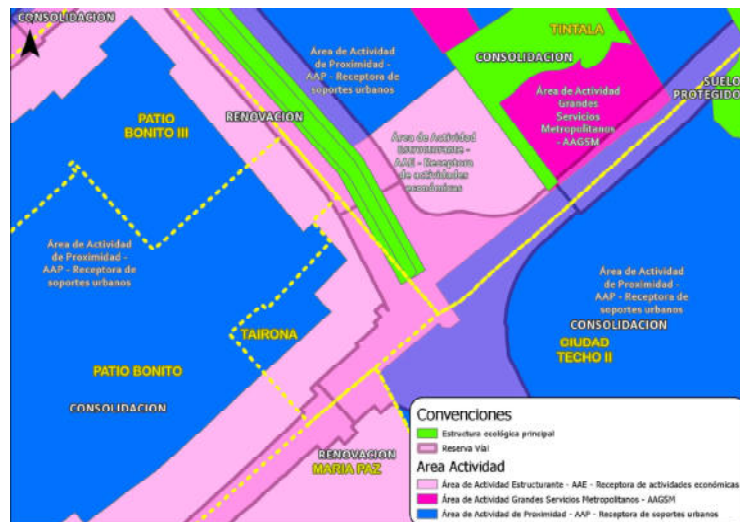 CONSOLIDACION
TINTALA
CONSOLIDACION
Área de Actividad
de Proximidad -
AAP - Receptora de
soportes urbanos
SUELO
PROTEGIDO
Área de Actividad
Grandes
Servicios
Metropolitanos
- AAGSM
PATIO
BONITO III
RENOVACION
Área de Actividad
Estructurante -
AAE - Receptora
de actividades
económicas
Área de Actividad
de Proximidad -
AAP - Receptora de
soportes urbanos
Área de Actividad
de Proximidad -
AAP - Receptora de
soportes urbanos
CONSOLIDACION
CIUDAD
TECHO II
TAIRONA
PATIO BONITO
CONSOLIDACION
RENOVACION
MARIA PAZ
Convenciones
Estructura ecológica principal
Reserva Vial
Area Actividad
Área de Actividad Estructurante - AAE - Receptora de actividades económicas
Área de Actividad Grandes Servicios Metropolitanos - AAGSM
Área de Actividad de Proximidad - AAP - Receptora de soportes urbanos